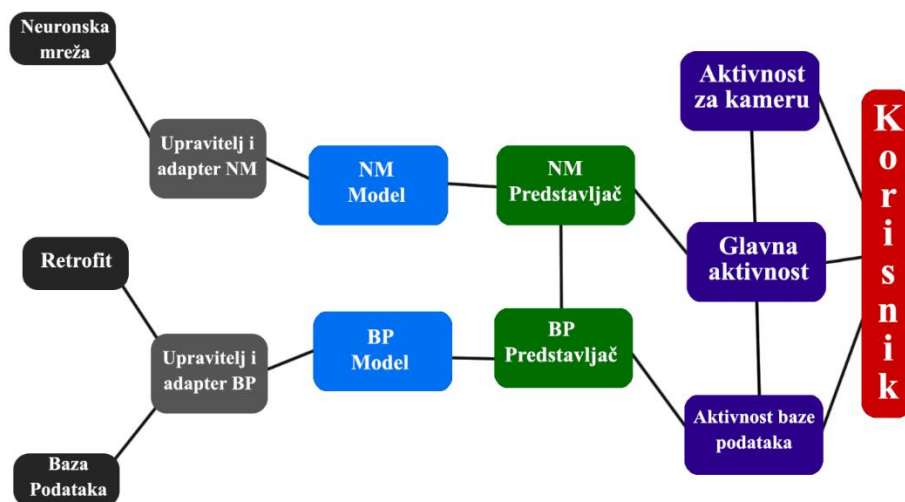 Neuronska
mreža
Upravitelj i
adapter NM
NM
Model
NM
Predstavljač
Aktivnost
za kameru
Glavna
aktivnost
Korisnik
Retrofit
Upravitelj i
adapter BP
BP
Model
BP
Predstavljač
Aktivnost baze
podataka
Baza
Podataka